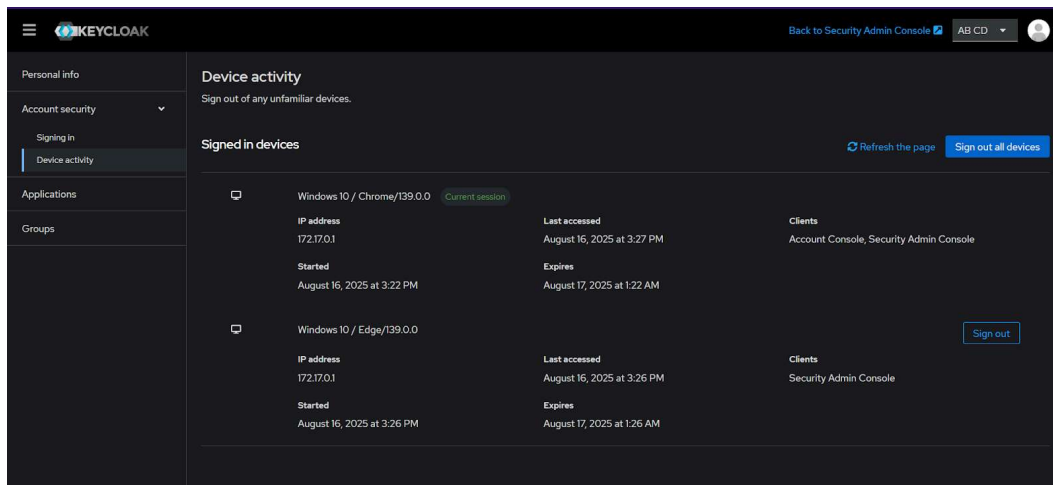 KEYCLOAK
Back to Security Admin Console
AB CD
Personal info
Account security
Signing in
Device activity
Applications
Groups
Device activity
Sign out of any unfamiliar devices.
Signed in devices
Refresh the page
Sign out all devices
Windows 10 / Chrome/139.0.0 Current session
IP address Last accessed Clients
172.17.0.1 August 16, 2025 at 3:27 PM Account Console, Security Admin Console
Started Expires
August 16, 2025 at 3:22 PM August 17, 2025 at 1:22 AM
Windows 10 / Edge/139.0.0 Sign out
IP address Last accessed Clients
172.17.0.1 August 16, 2025 at 3:26 PM Security Admin Console
Started Expires
August 16, 2025 at 3:26 PM August 17, 2025 at 1:26 AM